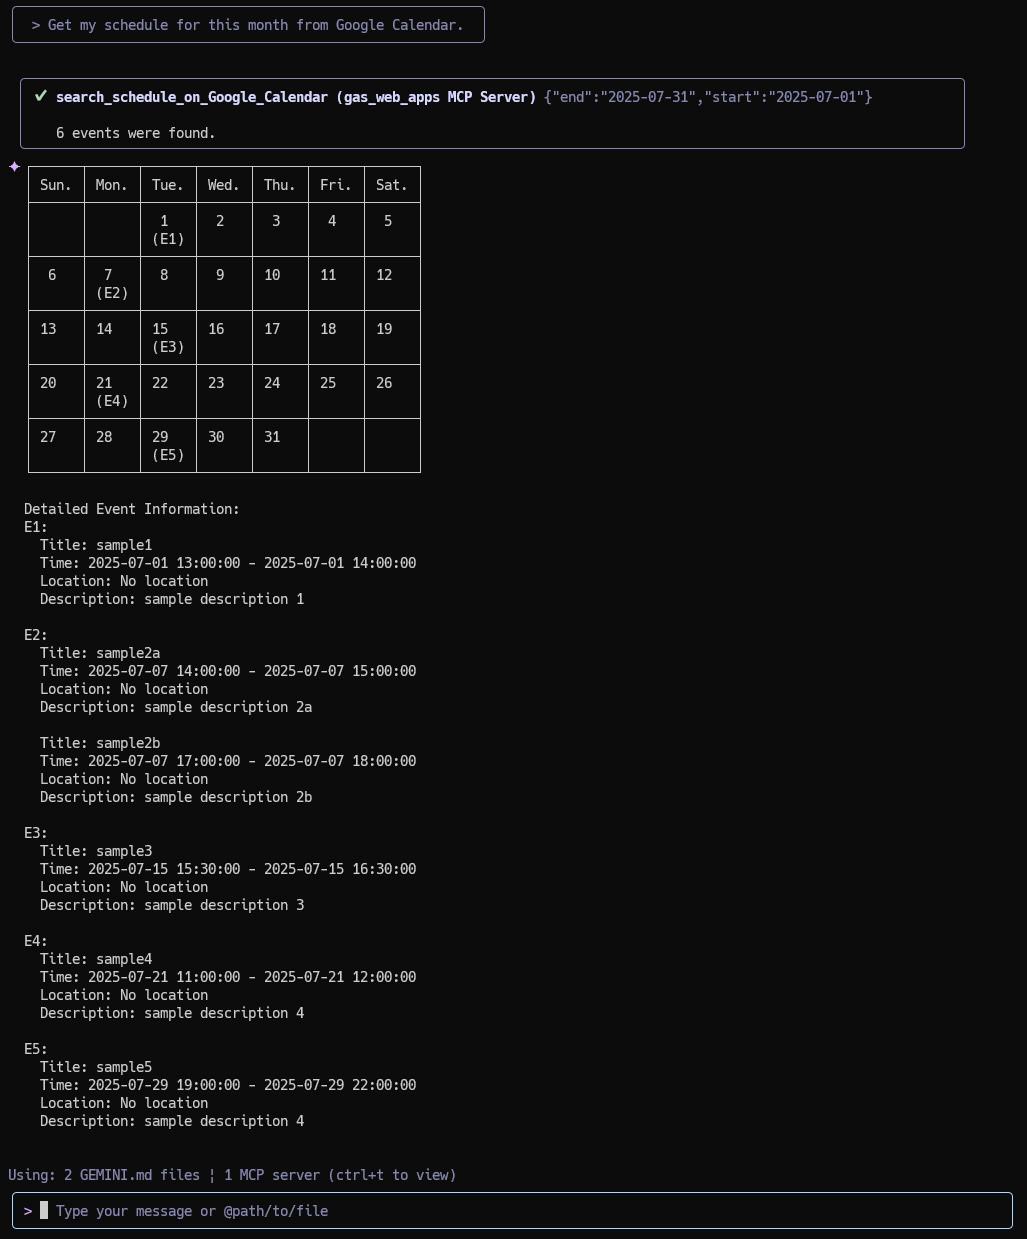 > Get my schedule for this month from Google Calendar.
✔ search_schedule_on_Google_Calendar (gas_web_apps MCP Server) {"end":"2025-07-31","start":"2025-07-01"}
6 events were found.
Sun. Mon. Tue. Wed. Thu. Fri. Sat.
1 2 3 4 5
(E1)
6 7 8 9 10 11 12
(E2)
13 14 15 16 17 18 19
(E3)
20 21 22 23 24 25 26
(E4)
27 28 29 30 31
(E5)
Detailed Event Information:
E1:
Title: sample1
Time: 2025-07-01 13:00:00 - 2025-07-01 14:00:00
Location: No location
Description: sample description 1
E2:
Title: sample2a
Time: 2025-07-07 14:00:00 - 2025-07-07 15:00:00
Location: No location
Description: sample description 2a
Title: sample2b
Time: 2025-07-07 17:00:00 - 2025-07-07 18:00:00
Location: No location
Description: sample description 2b
E3:
Title: sample3
Time: 2025-07-15 15:30:00 - 2025-07-15 16:30:00
Location: No location
Description: sample description 3
E4:
Title: sample4
Time: 2025-07-21 11:00:00 - 2025-07-21 12:00:00
Location: No location
Description: sample description 4
E5:
Title: sample5
Time: 2025-07-29 19:00:00 - 2025-07-29 22:00:00
Location: No location
Description: sample description 4
Using: 2 GEMINI.md files ¦ 1 MCP server (ctrl+t to view)
> Type your message or @path/to/file